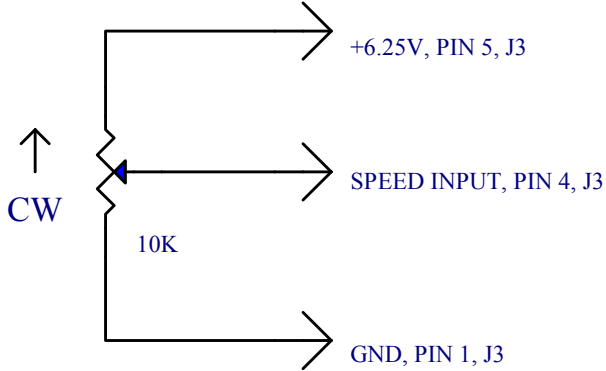 +6.25V, PIN 5, J3
SPEED INPUT, PIN 4, J3
CW
10K
GND, PIN 1, J3